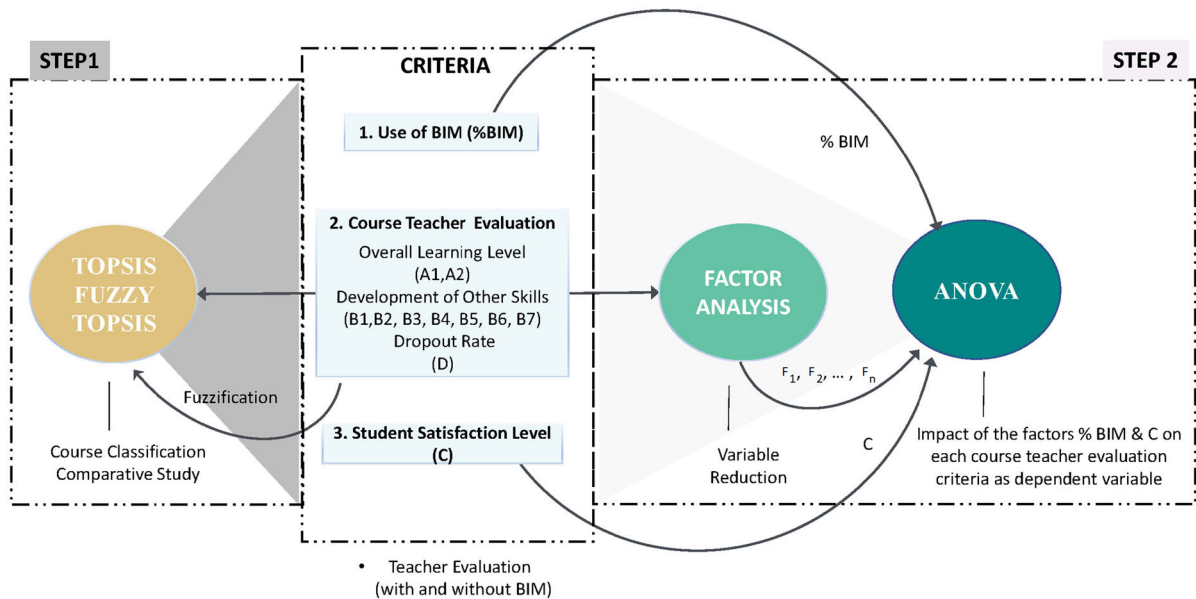 STEP1
CRITERIA
STEP 2
1. Use of BIM (%BIM)
% BIM
2. Course Teacher Evaluation
Overall Learning Level
(A1,A2)
Development of Other Skills
(B1,B2, B3, B4, B5, B6, B7)
Dropout Rate
(D)
TOPSIS
FUZZY
TOPSIS
FACTOR
ANALYSIS
ANOVA
Fuzzification
F1, F2, ... , Fn
3. Student Satisfaction Level
(C)
C
Course Classification
Comparative Study
Variable
Reduction
Impact of the factors % BIM & C on
each course teacher evaluation
criteria as dependent variable
• Teacher Evaluation
(with and without BIM)